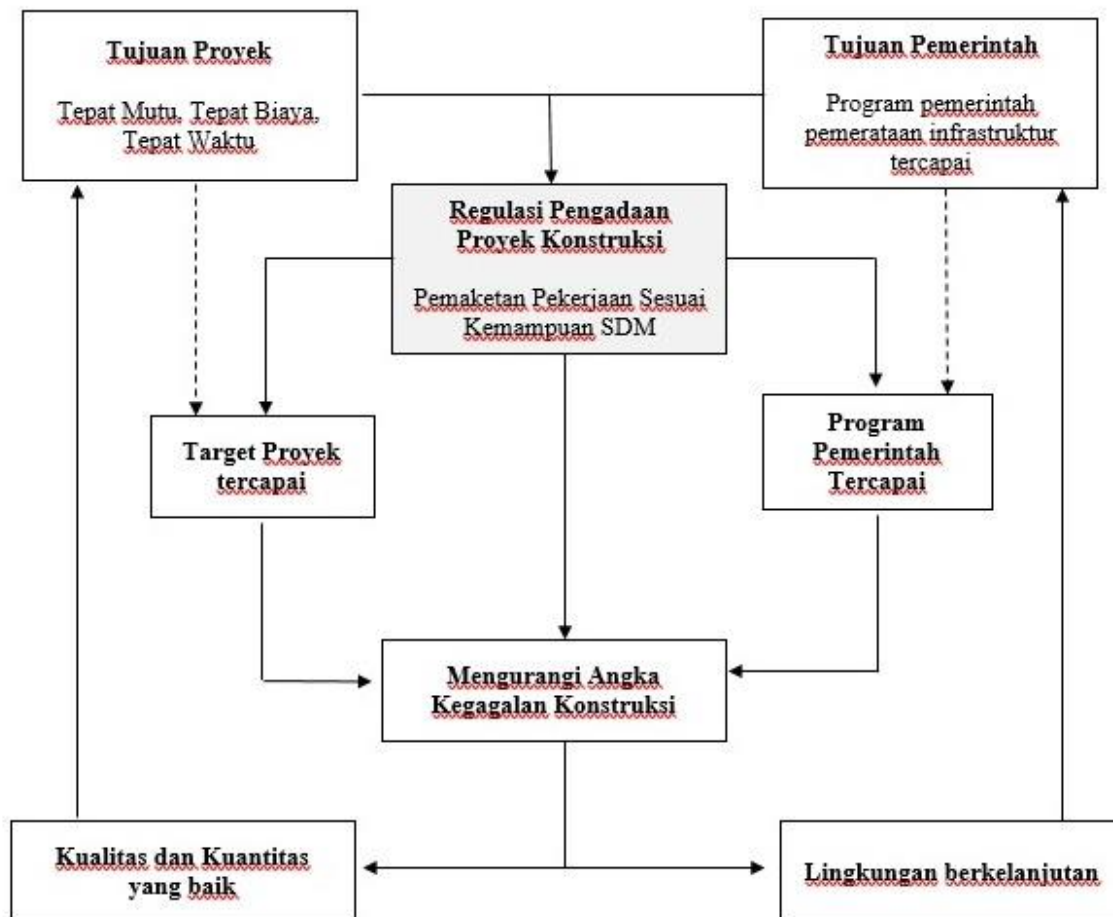 Tujuan Proyek
Tepat Mutu, Tepat Biaya,
Tepat Waktu
Tujuan Pemerintah
Program pemerintah
pemerataan infrastruktur
tercapai
Regulasi Pengadaan
Proyek Konstruksi
Pemaketan Pekerjaan Sesuai
Kemampuan SDM
Target Proyek
tercapai
Program
Pemerintah
Tercapai
Mengurangi Angka
Kegagalan Konstruksi
Kualitas dan Kuantitas
yang baik
Lingkungan berkelanjutan